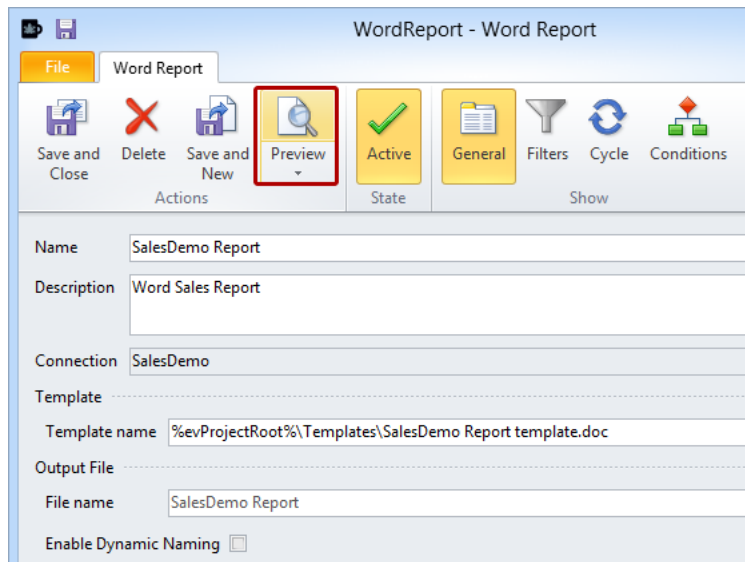 WordReport - Word Report
File Word Report
Save and Close
Delete
Save and New
Preview
Active
General
Filters
Cycle
Conditions
Actions State Show
Name SalesDemo Report
Description Word Sales Report
Connection SalesDemo
Template
Template name %evProjectRoot%\Templates\SalesDemo Report template.doc
Output File
File name SalesDemo Report
Enable Dynamic Naming